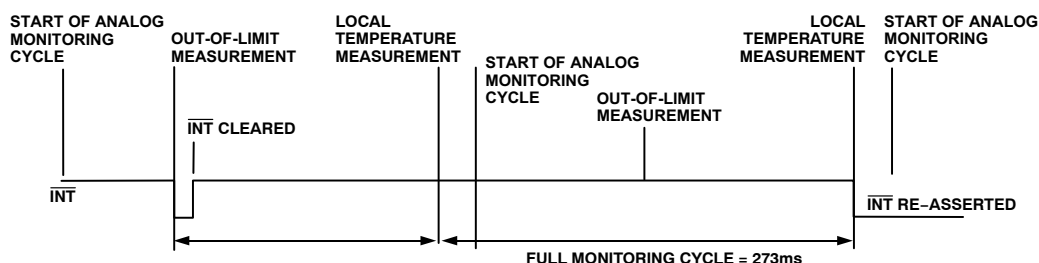 START OF ANALOG
MONITORING
CYCLE
OUT-OF-LIMIT
MEASUREMENT
LOCAL
TEMPERATURE
MEASUREMENT
START OF ANALOG
MONITORING
CYCLE
OUT-OF-LIMIT
MEASUREMENT
LOCAL
TEMPERATURE
MEASUREMENT
START OF ANALOG
MONITORING
CYCLE
INT CLEARED
INT
INT RE–ASSERTED
FULL MONITORING CYCLE = 273ms